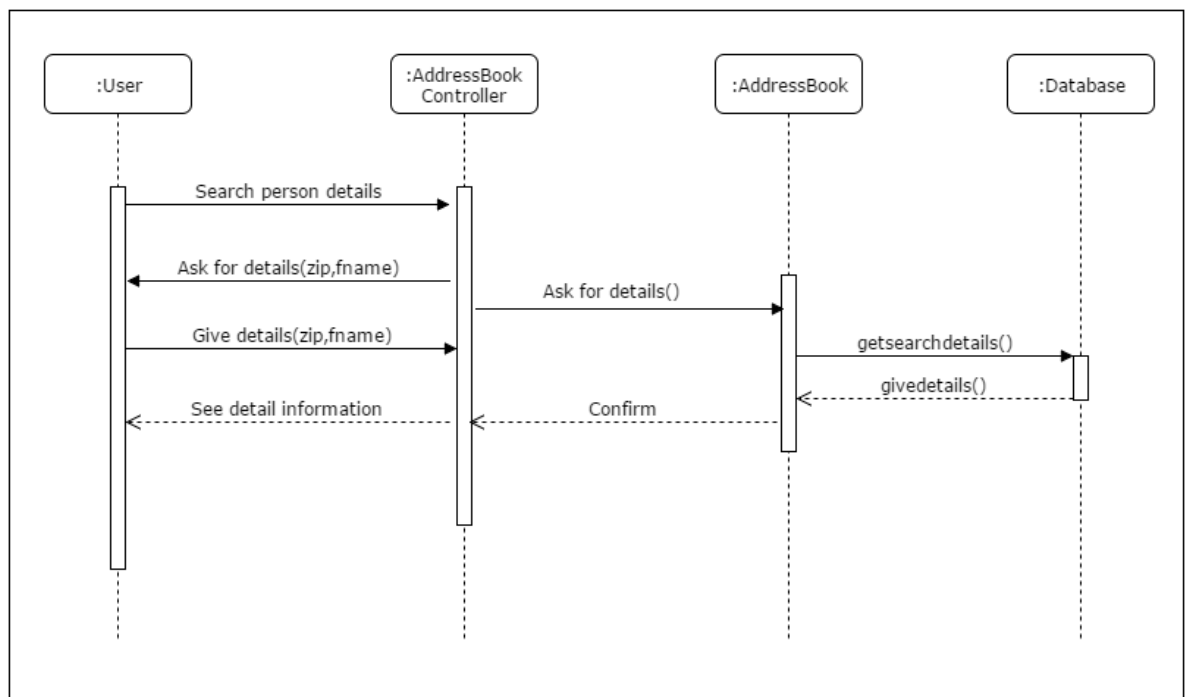 :User
:AddressBook
Controller
:AddressBook
:Database
Search person details
Ask for details(zip,fname)
Ask for details()
Give details(zip,fname)
getsearchdetails()
givedetails()
See detail information
Confirm